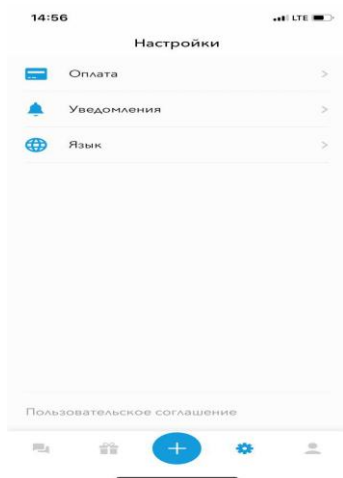 14:56 LTE
Настройки
Оплата
Уведомления
Язык
Пользовательское соглашение